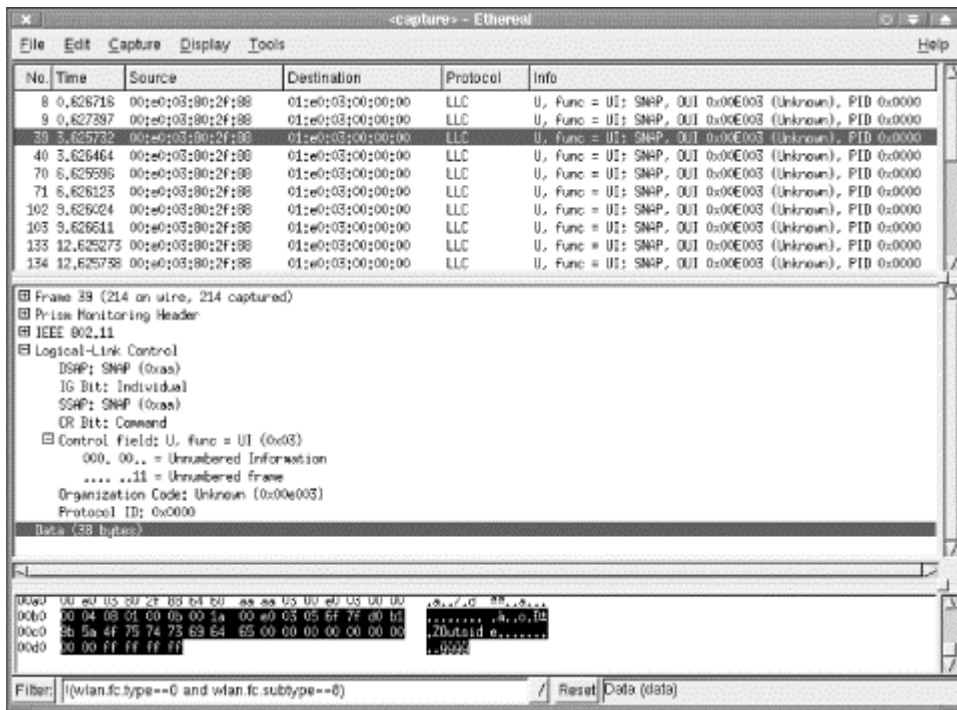 <capture> - Ethereal
File Edit Capture Display Tools Help
No. Time Source Destination Protocol Info
8 0.626716 00:e0:03:80:2f:88 01:e0:03:00:00:00 LLC U, func = UI; SNAP, OUI 0x00E003 (Unknown), PID 0x0000
9 0.627397 00:e0:03:80:2f:88 01:e0:03:00:00:00 LLC U, func = UI; SNAP, OUI 0x00E003 (Unknown), PID 0x0000
39 3.625732 00:e0:03:80:2f:88 01:e0:03:00:00:00 LLC U, func = UI; SNAP, OUI 0x00E003 (Unknown), PID 0x0000
40 3.626464 00:e0:03:80:2f:88 01:e0:03:00:00:00 LLC U, func = UI; SNAP, OUI 0x00E003 (Unknown), PID 0x0000
70 6.625596 00:e0:03:80:2f:88 01:e0:03:00:00:00 LLC U, func = UI; SNAP, OUI 0x00E003 (Unknown), PID 0x0000
71 6.626123 00:e0:03:80:2f:88 01:e0:03:00:00:00 LLC U, func = UI; SNAP, OUI 0x00E003 (Unknown), PID 0x0000
102 9.626024 00:e0:03:80:2f:88 01:e0:03:00:00:00 LLC U, func = UI; SNAP, OUI 0x00E003 (Unknown), PID 0x0000
103 9.626611 00:e0:03:80:2f:88 01:e0:03:00:00:00 LLC U, func = UI; SNAP, OUI 0x00E003 (Unknown), PID 0x0000
133 12.625273 00:e0:03:80:2f:88 01:e0:03:00:00:00 LLC U, func = UI; SNAP, OUI 0x00E003 (Unknown), PID 0x0000
134 12.625738 00:e0:03:80:2f:88 01:e0:03:00:00:00 LLC U, func = UI; SNAP, OUI 0x00E003 (Unknown), PID 0x0000
Frame 39 (214 on wire, 214 captured)
Prism Monitoring Header
IEEE 802.11
Logical-Link Control
DSAP: SNAP (0xaa)
IG Bit: Individual
SSAP: SNAP (0xaa)
CR Bit: Command
Control field: U, func = UI (0x03)
000. 00.. = Unnumbered Information
.... ..11 = Unnumbered frame
Organization Code: Unknown (0x00e003)
Protocol ID: 0x0000
Data (38 bytes)
00a0 00 e0 03 80 2f 88 64 60 aa aa 03 00 e0 03 00 00
00b0 00 04 08 01 00 0b 00 1a 00 e0 03 05 6f 7f d0 b1
00c0 9b 5a 4f 75 74 73 69 64 65 00 00 00 00 00 00 00 .ZOutsid e.......
00d0 00 00 ff ff ff ff
Filter: !(wlan.fc.type==0 and wlan.fc.subtype==8) Reset Data (data)